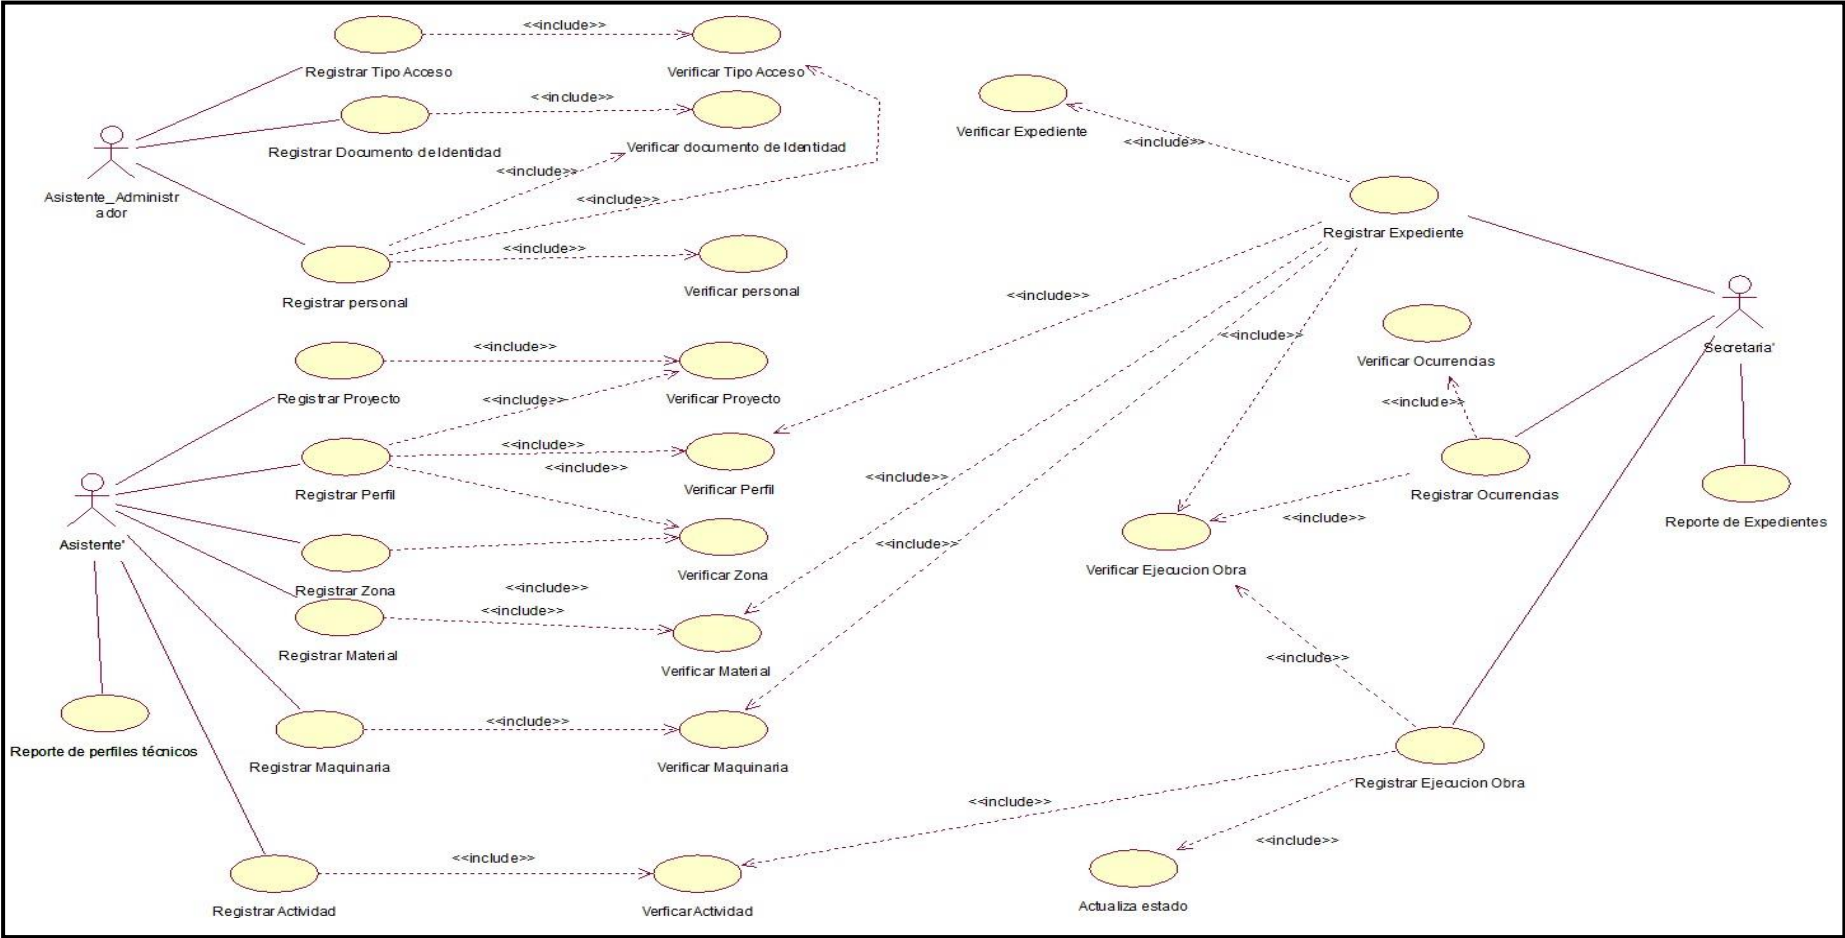 <<include>>
Registrar Tipo Acceso
Verificar Tipo Acceso
<<include>>
Registrar Documento de Identidad
Verificar documento de Identidad
<<include>>
<<include>>
Asistente_Administr
ador
<<include>>
Registrar personal
Verificar personal
<<include>>
Registrar Proyecto
Verificar Proyecto
<<include>>
<<include>>
<<include>>
Registrar Perfil
Verificar Perfil
Asistente'
Registrar Zona
Verificar Zona
<<include>>
<<include>>
Registrar Material
Verificar Material
Reporte de perfiles técnicos
<<include>>
Registrar Maquinaria
Verificar Maquinaria
<<include>>
Registrar Actividad
Verficar Actividad
Verificar Expediente
<<include>>
Registrar Expediente
<<include>>
<<include>>
<<include>>
<<include>>
Secretaria'
Verificar Ocurrencias
<<include>>
Registrar Ocurrencias
<<include>>
Reporte de Expedientes
Verificar Ejecucion Obra
<<include>>
Registrar Ejecucion Obra
<<include>>
<<include>>
Actualiza estado